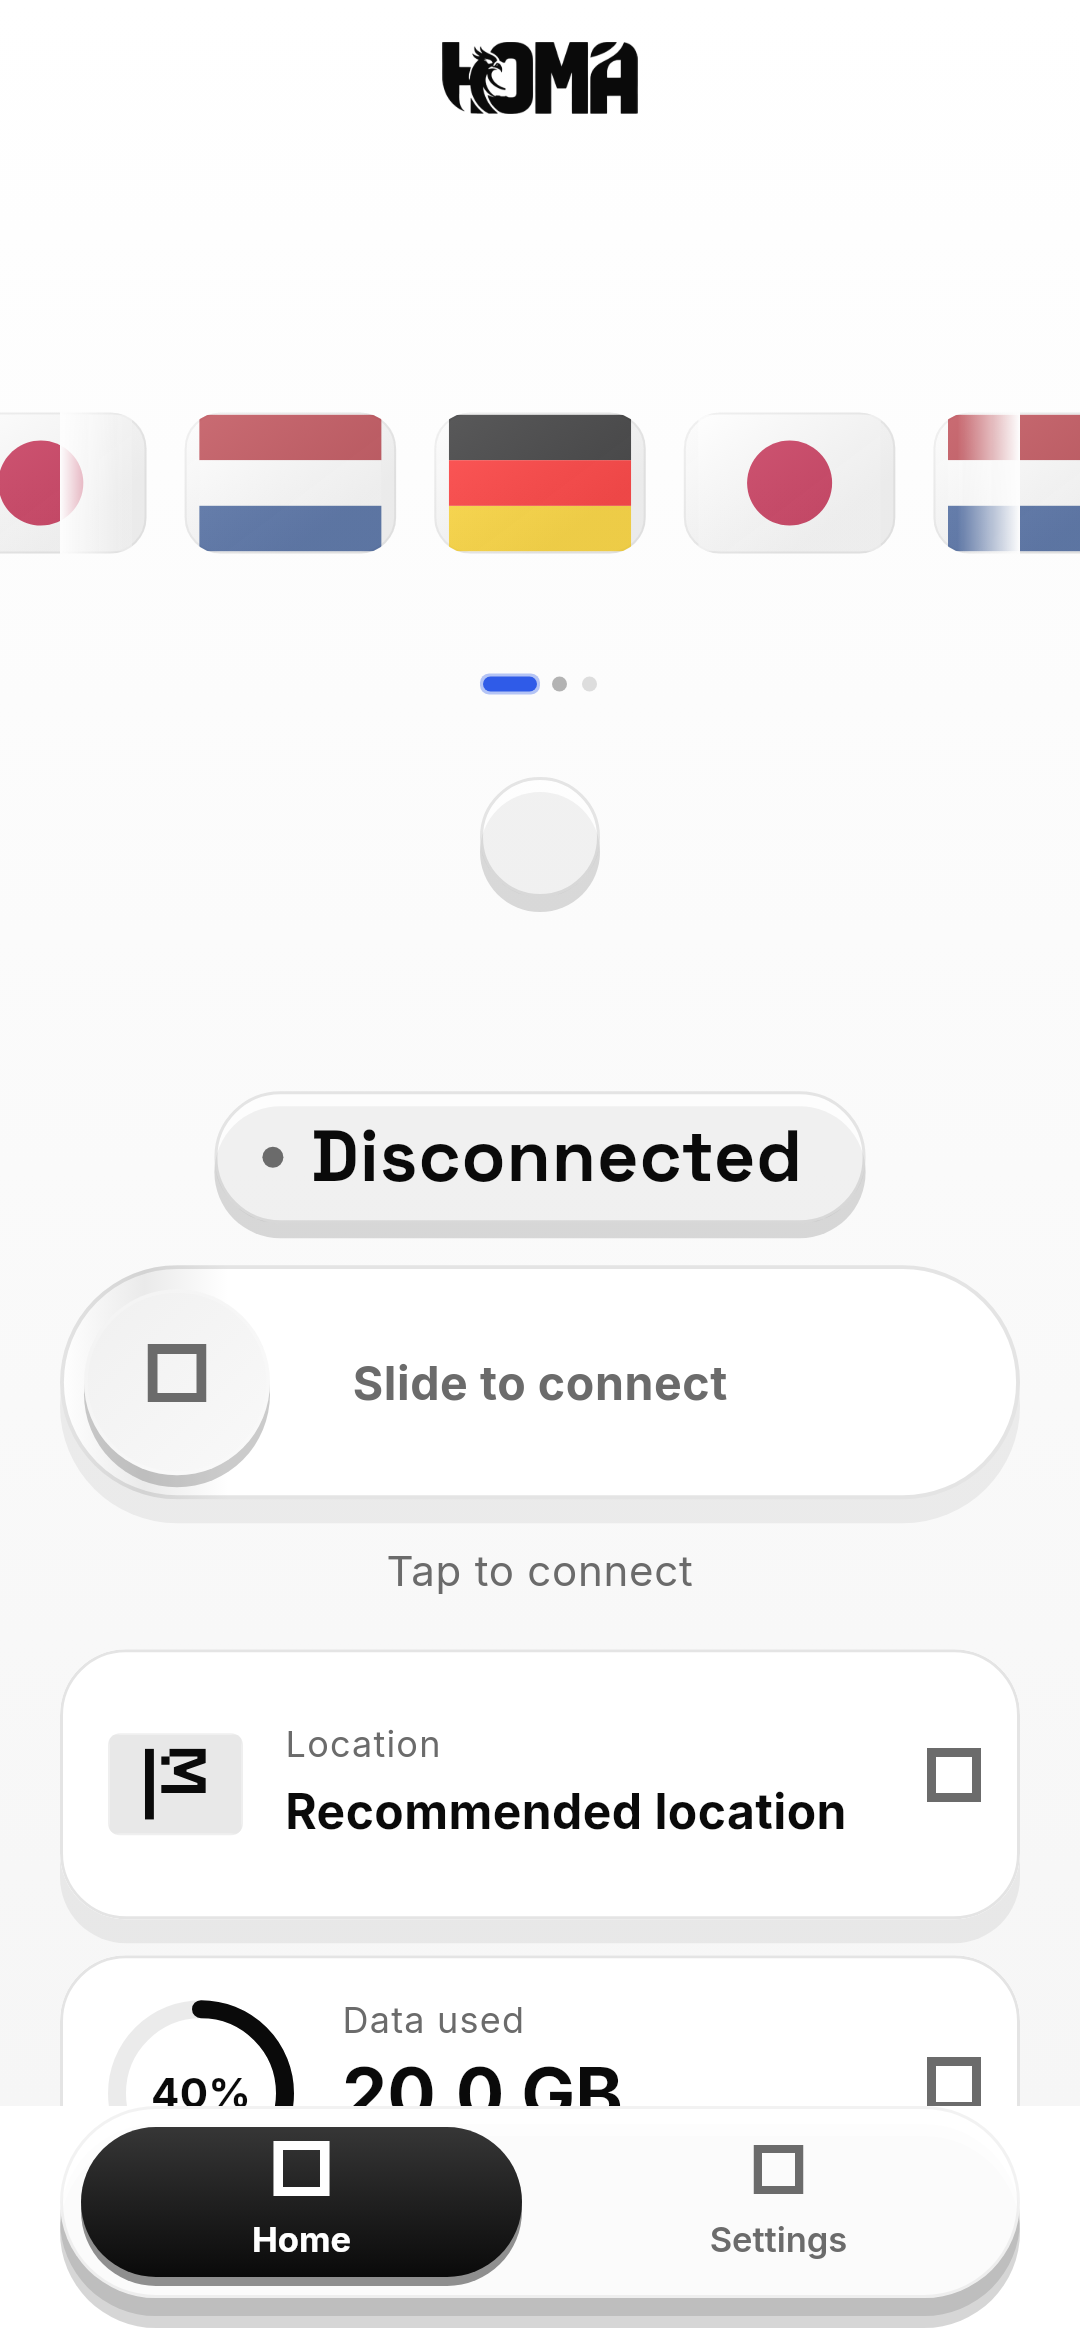 HOMA
Disconnected
Slide to connect
Tap to connect
Location
Recommended location
Data used
40%
20.0 GB
Home
Settings